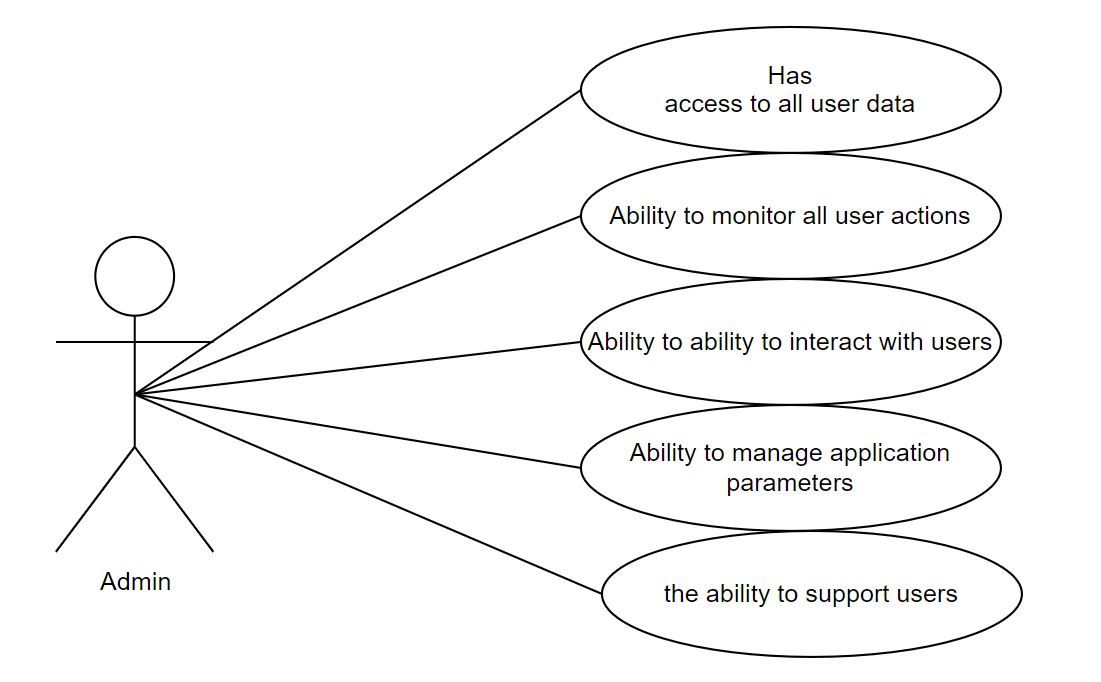 Has
access to all user data
Ability to monitor all user actions
Ability to ability to interact with users
Ability to manage application
parameters
the ability to support users
Admin